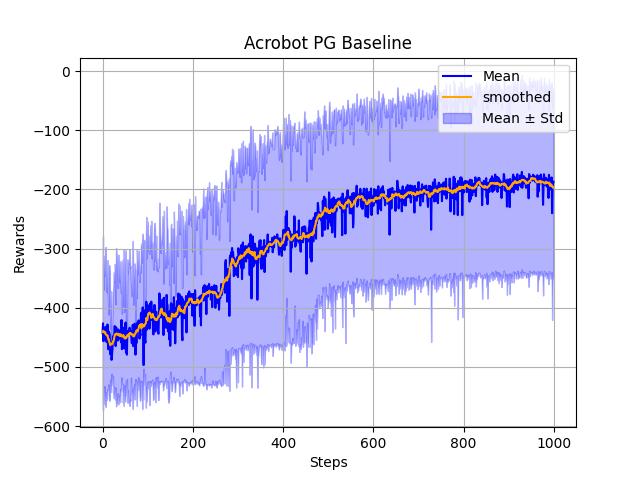 Acrobot PG Baseline
Mean
smoothed
Mean ± Std
Rewards
0
−100
−200
−300
−400
−500
−600
0
200
400
600
800
1000
Steps